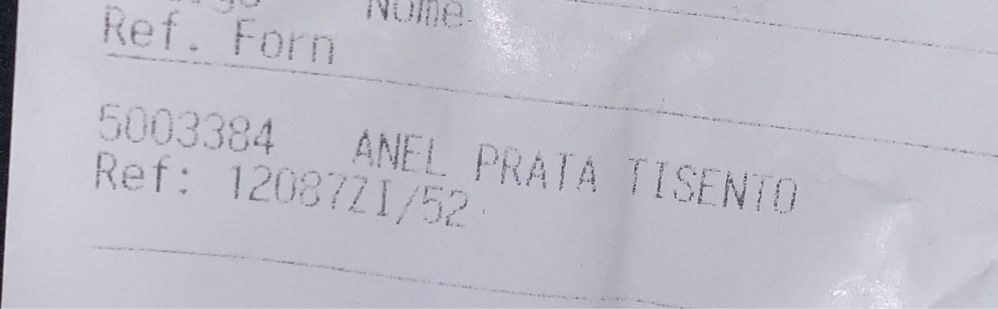 Nome
Ref. Forn
5003384 ANEL PRATA TISENTO
Ref: 12087ZI/52